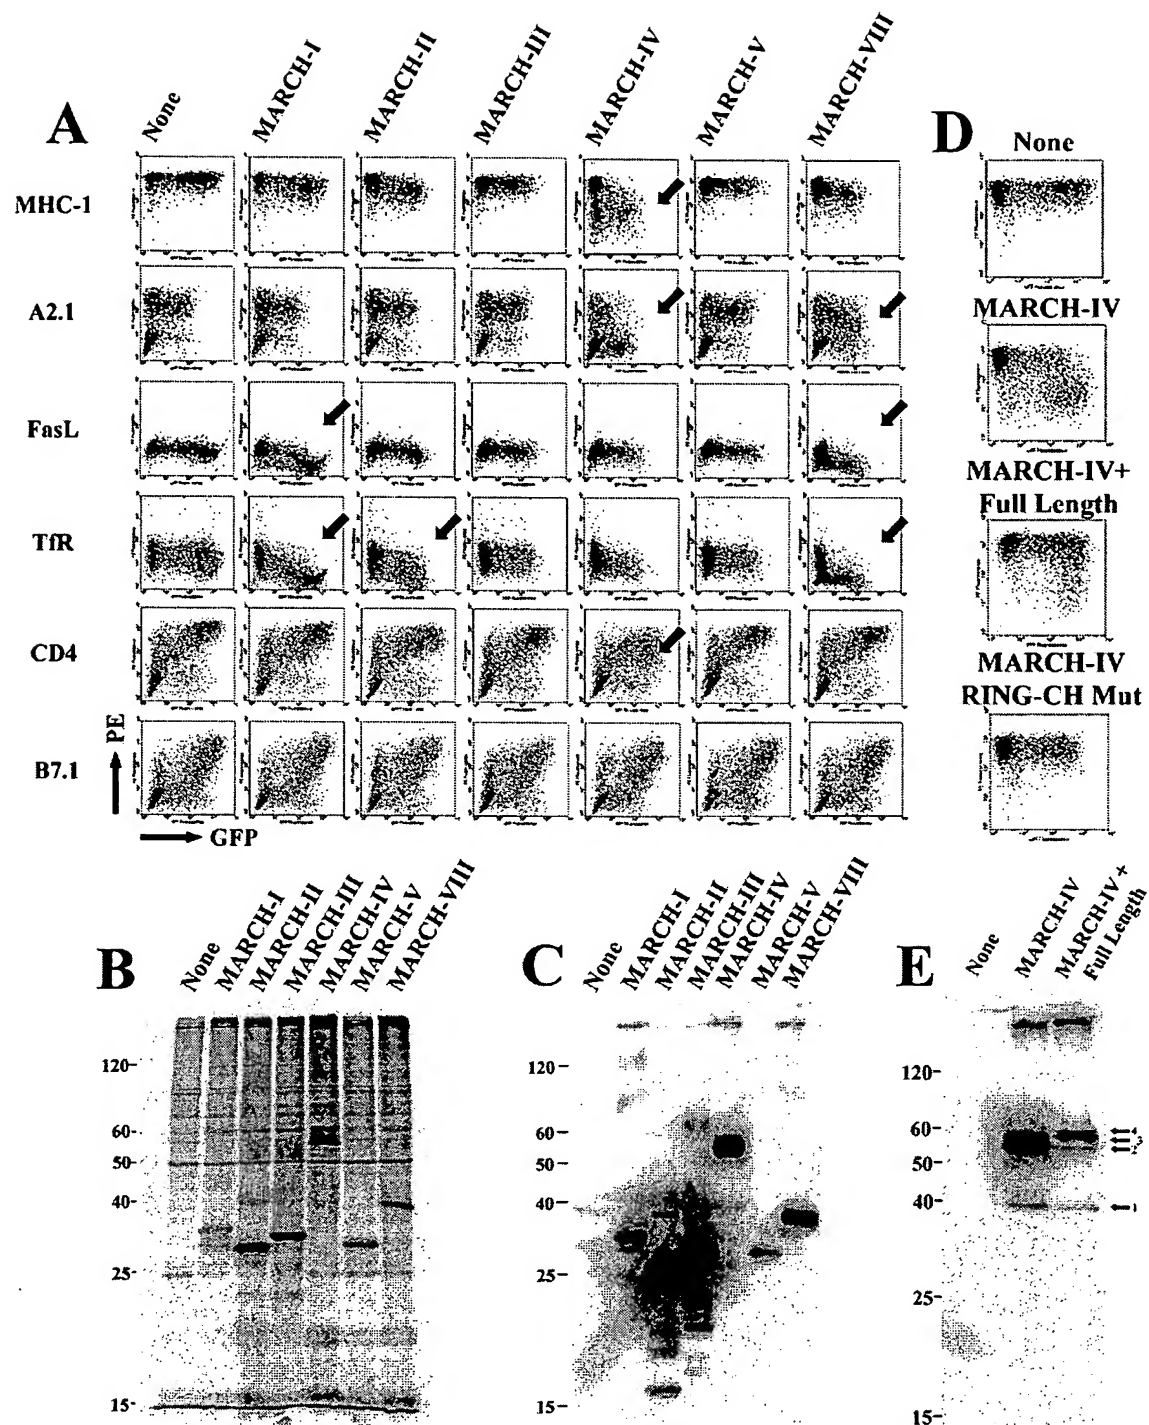 A
None
MARCH-I
MARCH-II
MARCH-III
MARCH-IV
MARCH-V
MARCH-VIII
MHC-1
A2.1
FasL
TfR
CD4
B7.1
PE
GFP
D
None
MARCH-IV
MARCH-IV+
Full Length
MARCH-IV
RING-CH Mut
B
None
MARCH-I
MARCH-II
MARCH-III
MARCH-IV
MARCH-V
MARCH-VIII
120-
60-
50-
40-
25-
15-
C
None
MARCH-I
MARCH-II
MARCH-III
MARCH-IV
MARCH-V
MARCH-VIII
120-
60-
50-
40-
25-
15-
E
None
MARCH-IV
MARCH-IV +
Full Length
120-
60-
50-
40-
25-
15-
4
3
2
1